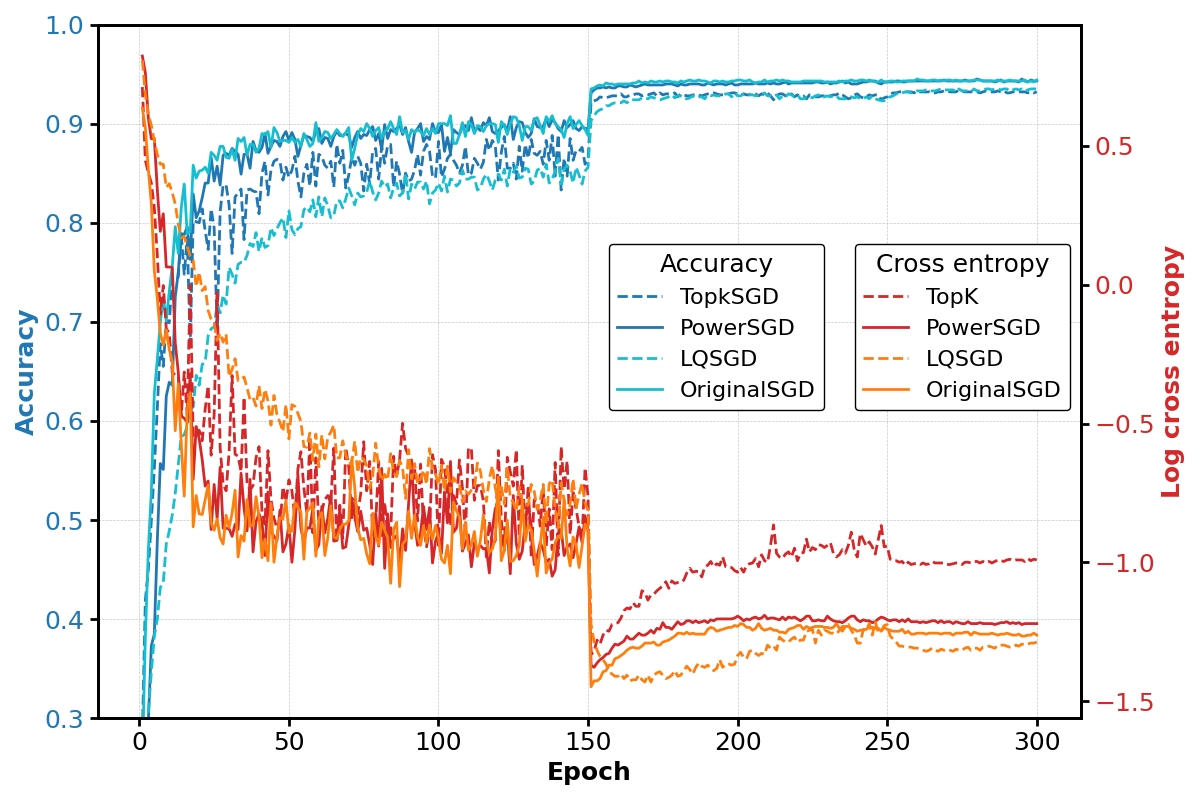 1.0
0.9
0.8
0.7
0.6
0.5
0.4
0.3
Accuracy
0.5
0.0
−0.5
−1.0
−1.5
Log cross entropy
Accuracy
TopkSGD
PowerSGD
LQSGD
OriginalSGD
Cross entropy
TopK
PowerSGD
LQSGD
OriginalSGD
0 50 100 150 200 250 300
Epoch